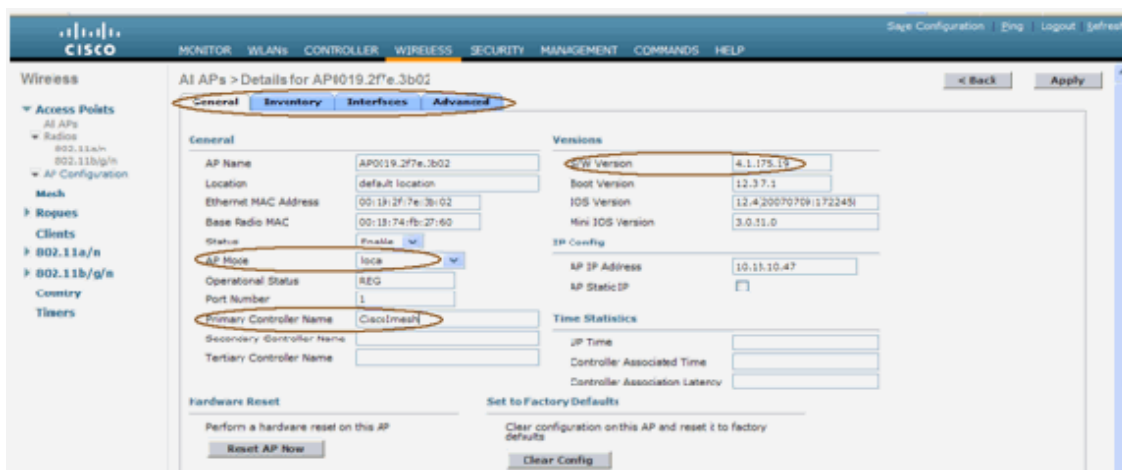 Save Configuration | Ping | Logout | Refresh
CISCO
MONITOR WLANs CONTROLLER WIRELESS SECURITY MANAGEMENT COMMANDS HELP
Wireless
Access Points
All APs
Radios
802.11a/n
802.11b/g/n
AP Configuration
Mesh
Rogues
Clients
802.11a/n
802.11b/g/n
Country
Timers
All APs > Details for AP0019.2f7e.3b02
< Back
Apply
General Inventory Interfaces Advanced
General
AP Name AP0019.2f7e.3b02
Location default location
Ethernet MAC Address 00:19:2f:7e:3b:02
Base Radio MAC 00:18:74:fb:27:60
Status Enable
AP Mode local
Operational Status REG
Port Number 1
Primary Controller Name CiscoImesh
Secondary Controller Name
Tertiary Controller Name
Versions
S/W Version 4.1.175.19
Boot Version 12.3.7.1
IOS Version
Mini IOS Version 3.0.51.0
IP Config
AP IP Address 10.15.10.47
AP Static IP
Time Statistics
UP Time
Controller Associated Time
Controller Association Latency
Hardware Reset
Perform a hardware reset on this AP
Reset AP Now
Set to Factory Defaults
Clear configuration on this AP and reset it to factory
defaults
Clear Config